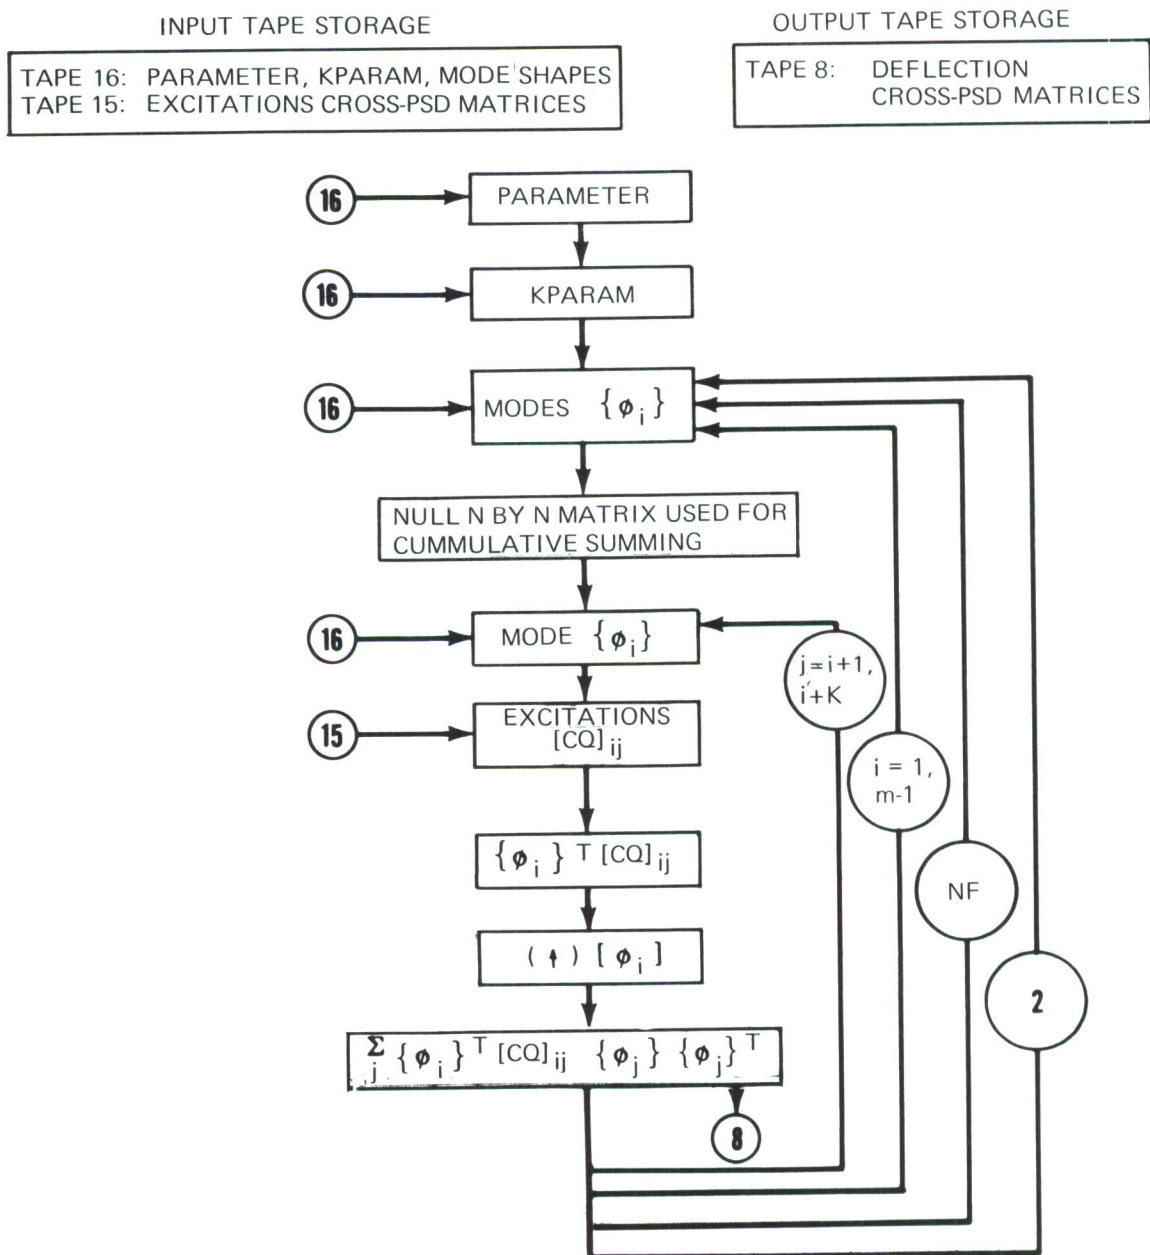 INPUT TAPE STORAGE
TAPE 16: PARAMETER, KPARAM, MODE SHAPES
TAPE 15: EXCITATIONS CROSS-PSD MATRICES
OUTPUT TAPE STORAGE
TAPE 8: DEFLECTION
CROSS-PSD MATRICES
16
PARAMETER
16
KPARAM
16
MODES {ϕi}
NULL N BY N MATRIX USED FOR
CUMMULATIVE SUMMING
16
MODE {ϕi}
j=i+1,
i+K
15
EXCITATIONS
[CQ]ij
i = 1,
m-1
{ϕi}T [CQ]ij
NF
(↑) [ϕi]
2
Σj {ϕi}T [CQ]ij {ϕj} {ϕj}T
8